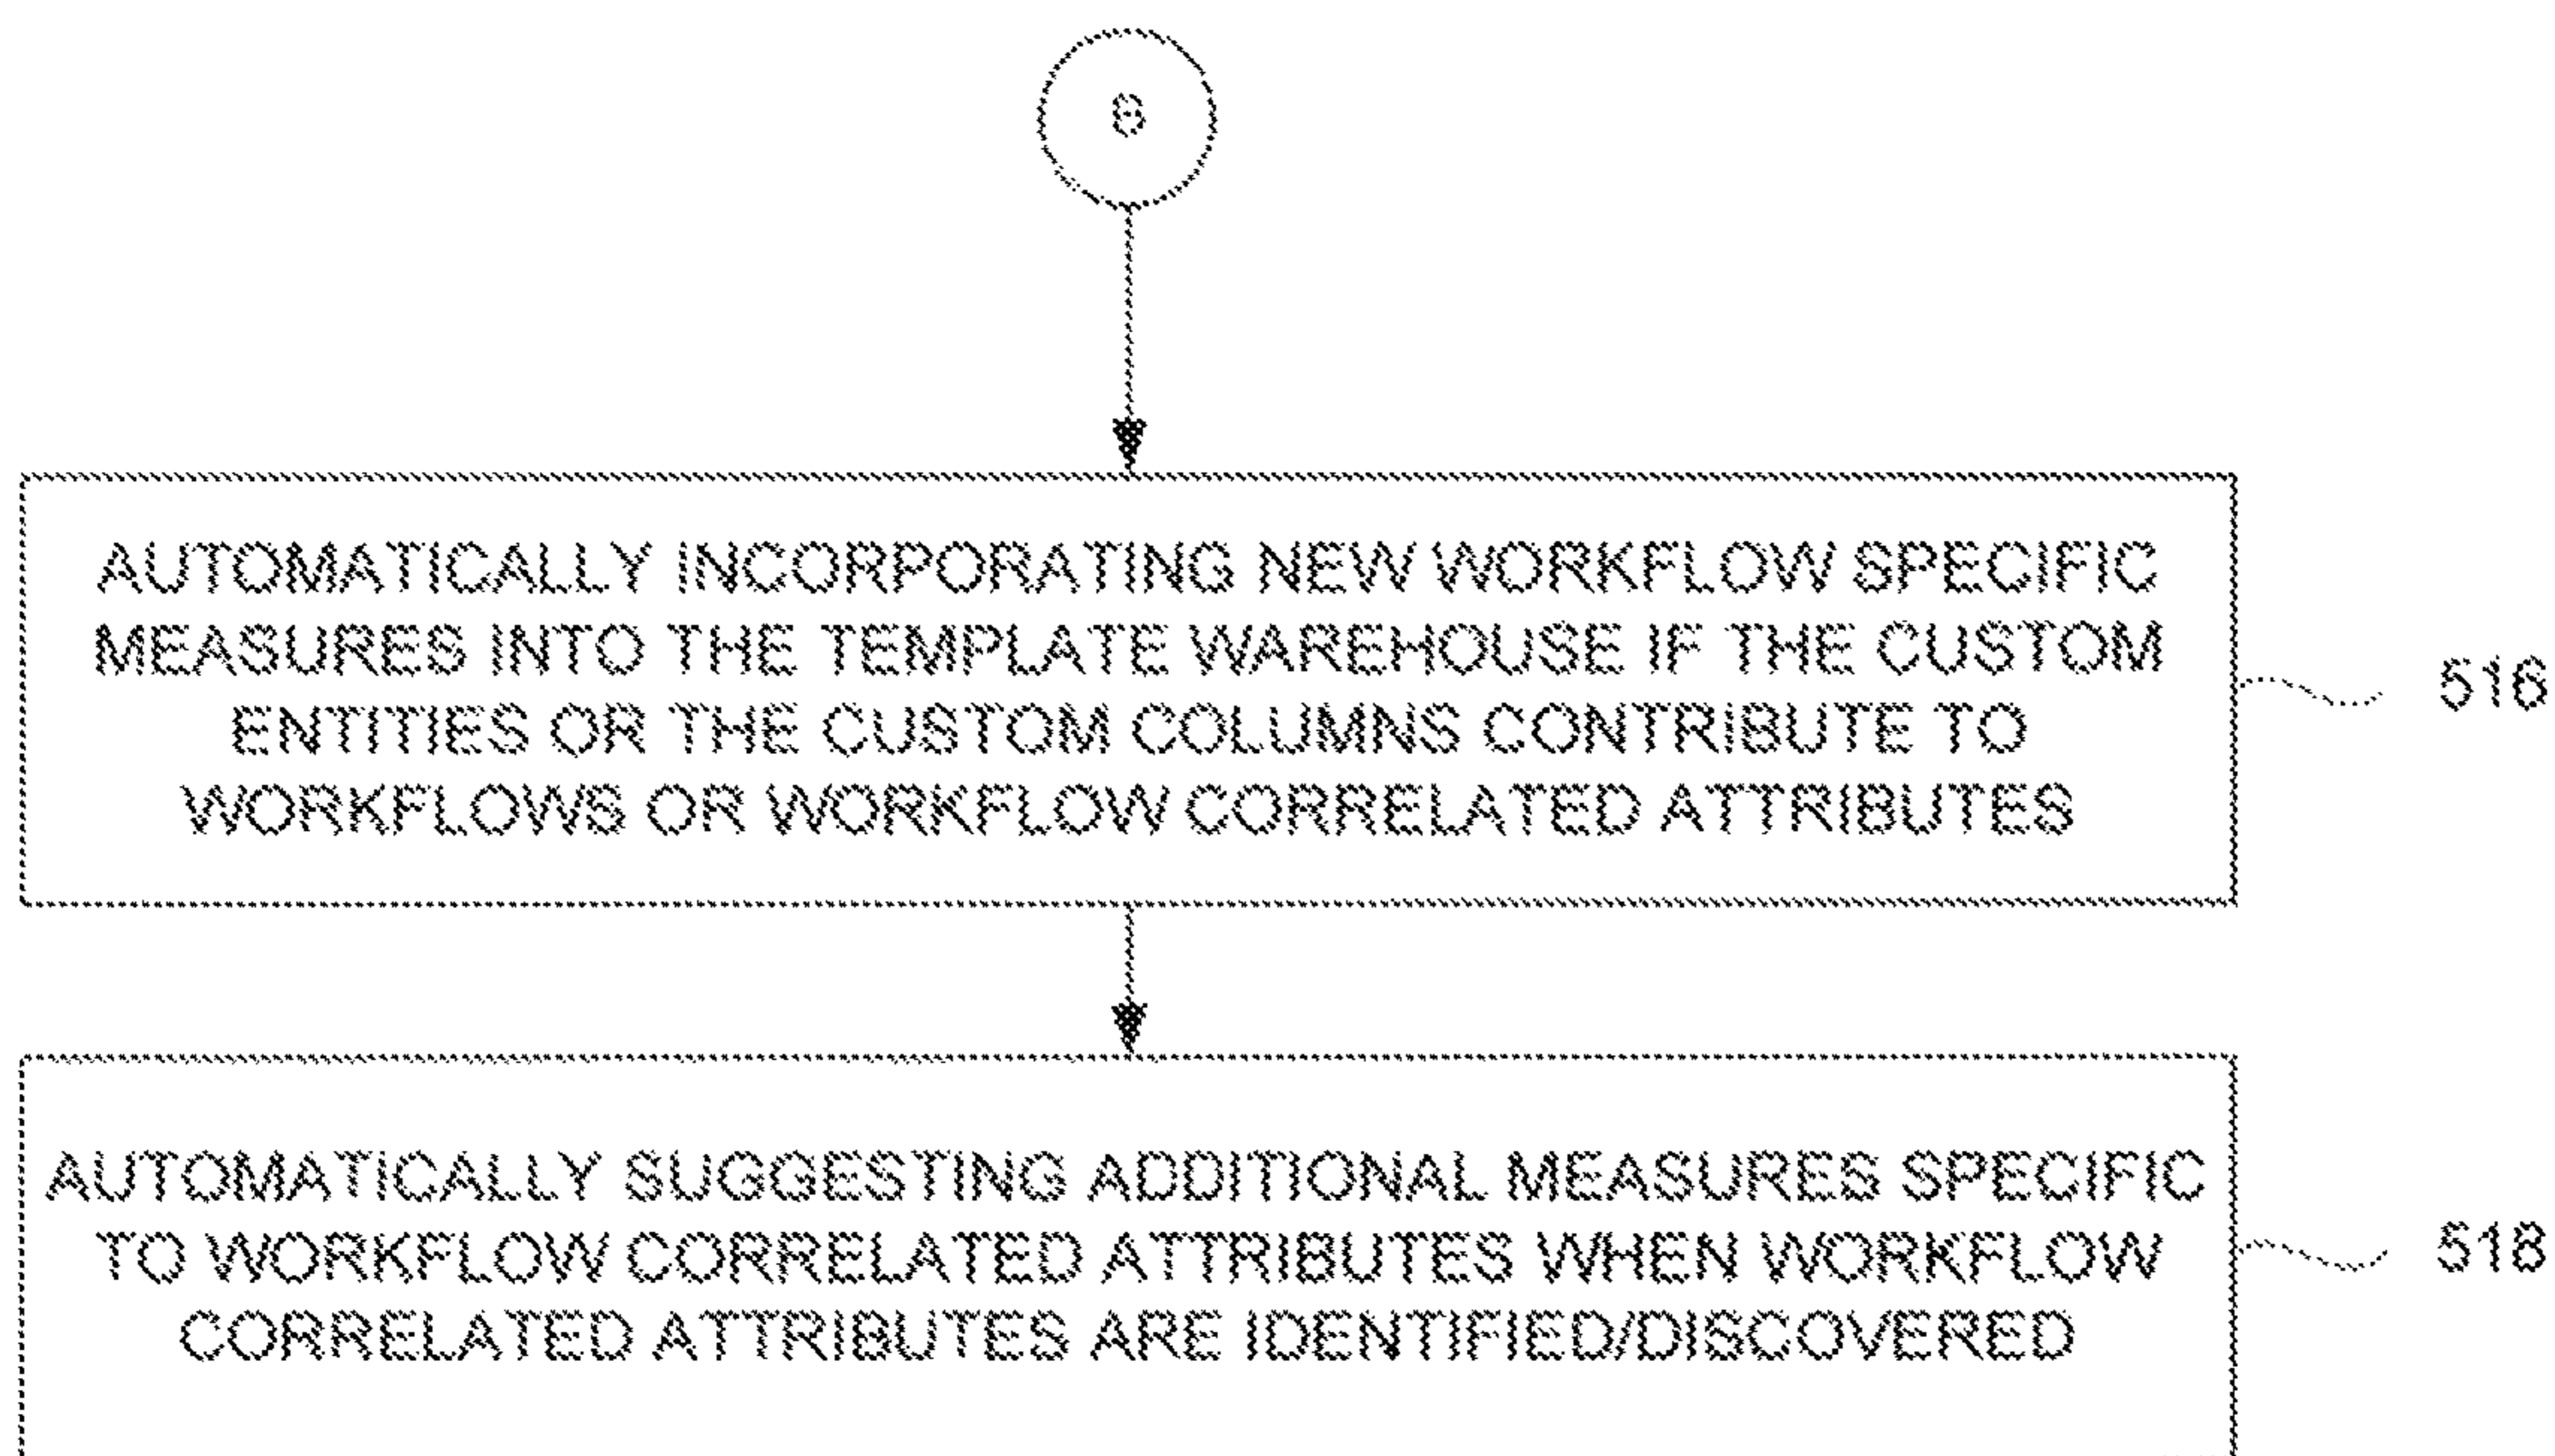 AUTOMATICALLY INCORPORATING NEW WORKFLOW SPECIFIC
MEASURES INTO THE TEMPLATE WAREHOUSE IF THE CUSTOM
ENTITIES OR THE CUSTOM COLUMNS CONTRIBUTE TO
WORKFLOWS OR WORKFLOW CORRELATED ATTRIBUTES
516
AUTOMATICALLY SUGGESTING ADDITIONAL MEASURES SPECIFIC
TO WORKFLOW CORRELATED ATTRIBUTES WHEN WORKFLOW
CORRELATED ATTRIBUTES ARE IDENTIFIED/DISCOVERED
518